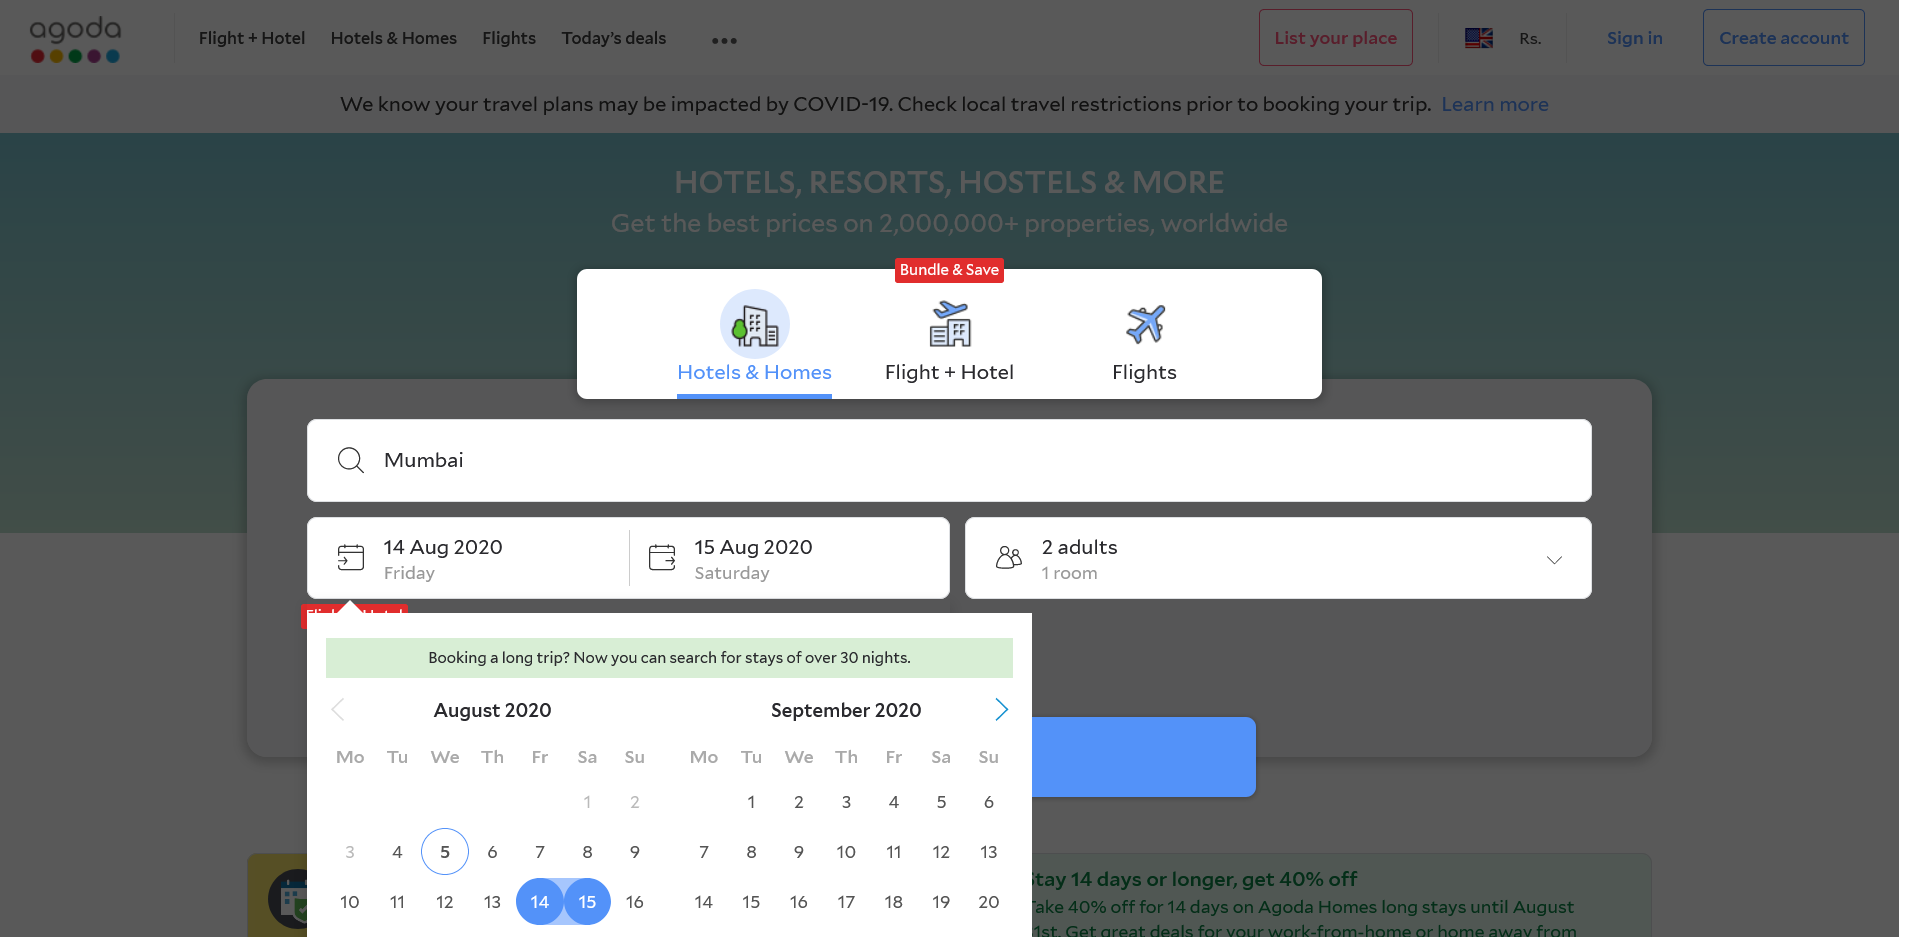 agoda
Flight + Hotel
Hotels & Homes
Flights
Today's deals
List your place
Rs.
Sign in
Create account
We know your travel plans may be impacted by COVID-19. Check local travel restrictions prior to booking your trip. Learn more
HOTELS, RESORTS, HOSTELS & MORE
Get the best prices on 2,000,000+ properties, worldwide
Bundle & Save
Hotels & Homes
Flight + Hotel
Flights
Mumbai
14 Aug 2020
Friday
15 Aug 2020
Saturday
2 adults
1 room
Booking a long trip? Now you can search for stays of over 30 nights.
August 2020
Mo Tu We Th Fr Sa Su
1 2
3 4 5 6 7 8 9
10 11 12 13 14 15 16
September 2020
Mo Tu We Th Fr Sa Su
1 2 3 4 5 6
7 8 9 10 11 12 13
14 15 16 17 18 19 20
Stay 14 days or longer, get 40% off
Take 40% off for 14 days on Agoda Homes long stays until August
1st. Get great deals for your work-from-home or home away from